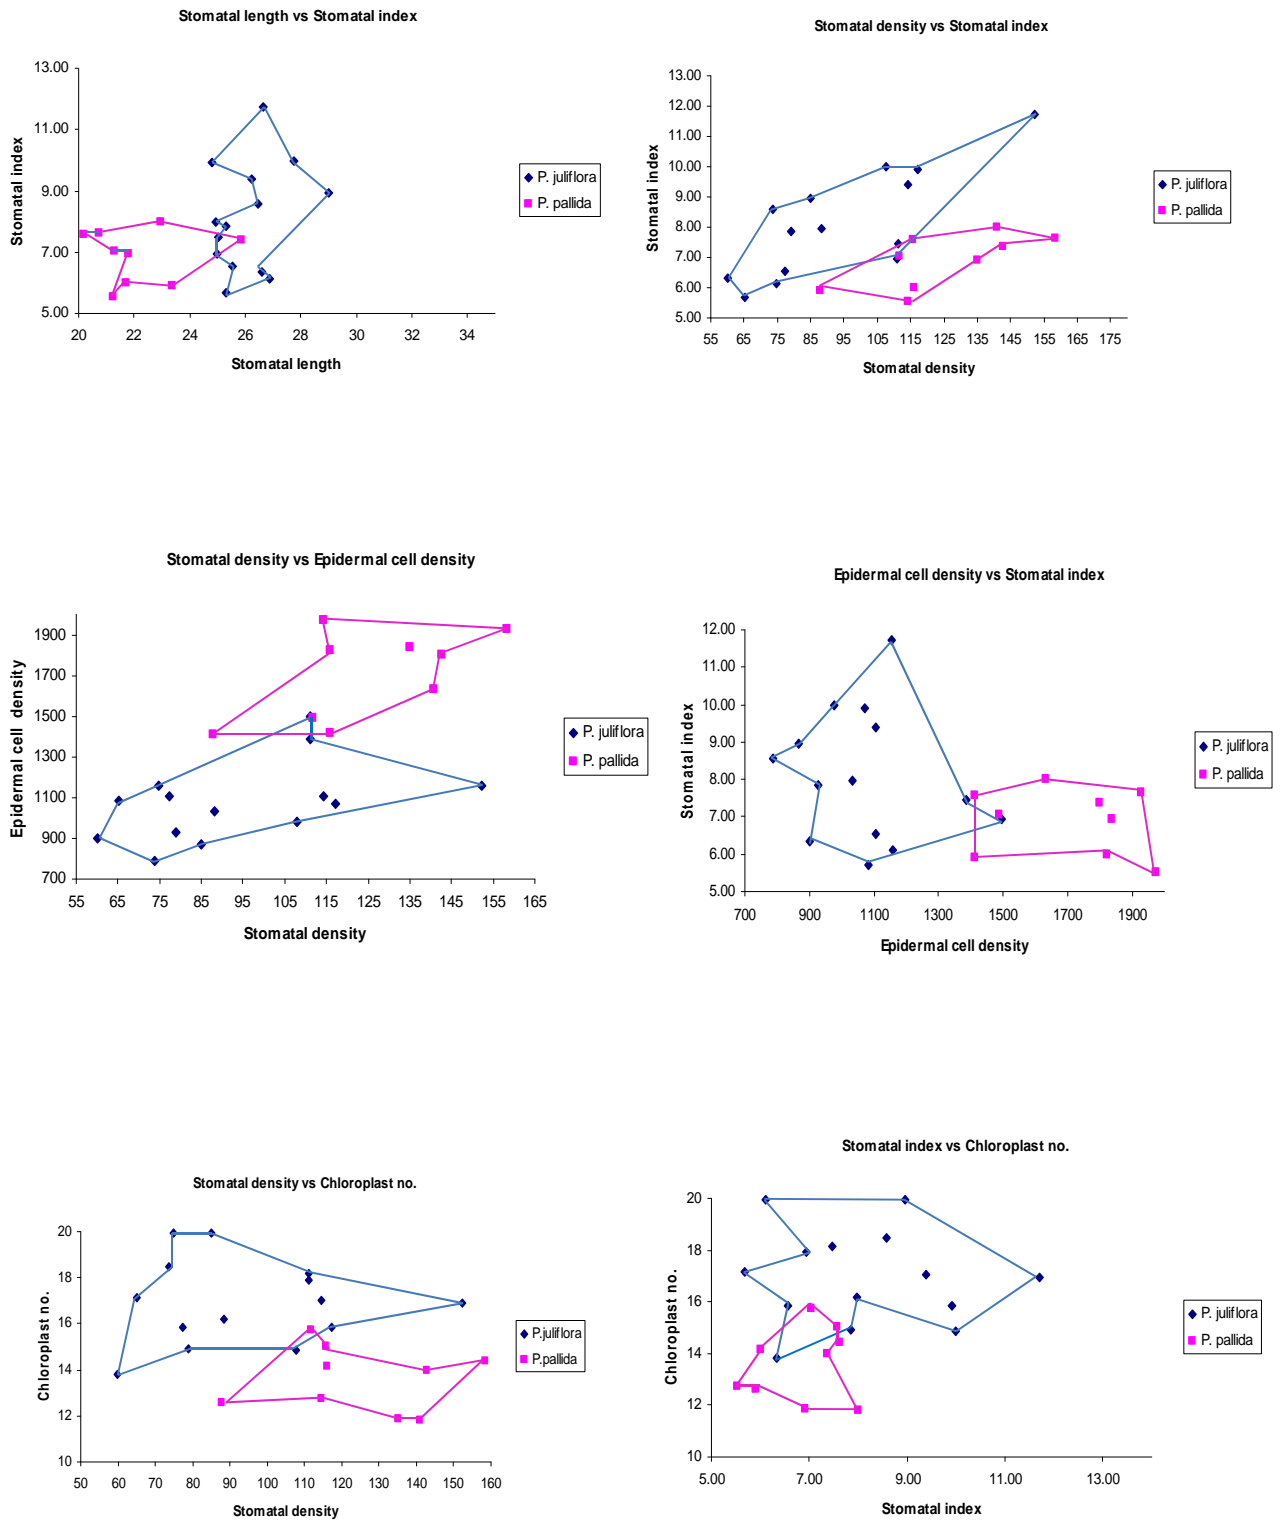 Stomatal length vs Stomatal index
Stomatal index
13.00
11.00
9.00
7.00
5.00
20 22 24 26 28 30 32 34
Stomatal length
P. juliflora
P. pallida
Stomatal density vs Stomatal index
Stomatal index
13.00
12.00
11.00
10.00
9.00
8.00
7.00
6.00
5.00
55 65 75 85 95 105 115 125 135 145 155 165 175
Stomatal density
P. juliflora
P. pallida
Stomatal density vs Epidermal cell density
Epidermal cell density
1900
1700
1500
1300
1100
900
700
55 65 75 85 95 105 115 125 135 145 155 165
Stomatal density
P. juliflora
P. pallida
Epidermal cell density vs Stomatal index
Stomatal index
12.00
11.00
10.00
9.00
8.00
7.00
6.00
5.00
700 900 1100 1300 1500 1700 1900
Epidermal cell density
P. juliflora
P. pallida
Stomatal density vs Chloroplast no.
Chloroplast no.
20
18
16
14
12
10
50 60 70 80 90 100 110 120 130 140 150 160
Stomatal density
P.juliflora
P.pallida
Stomatal index vs Chloroplast no.
Chloroplast no.
20
18
16
14
12
10
5.00 7.00 9.00 11.00 13.00
Stomatal index
P. juliflora
P. pallida